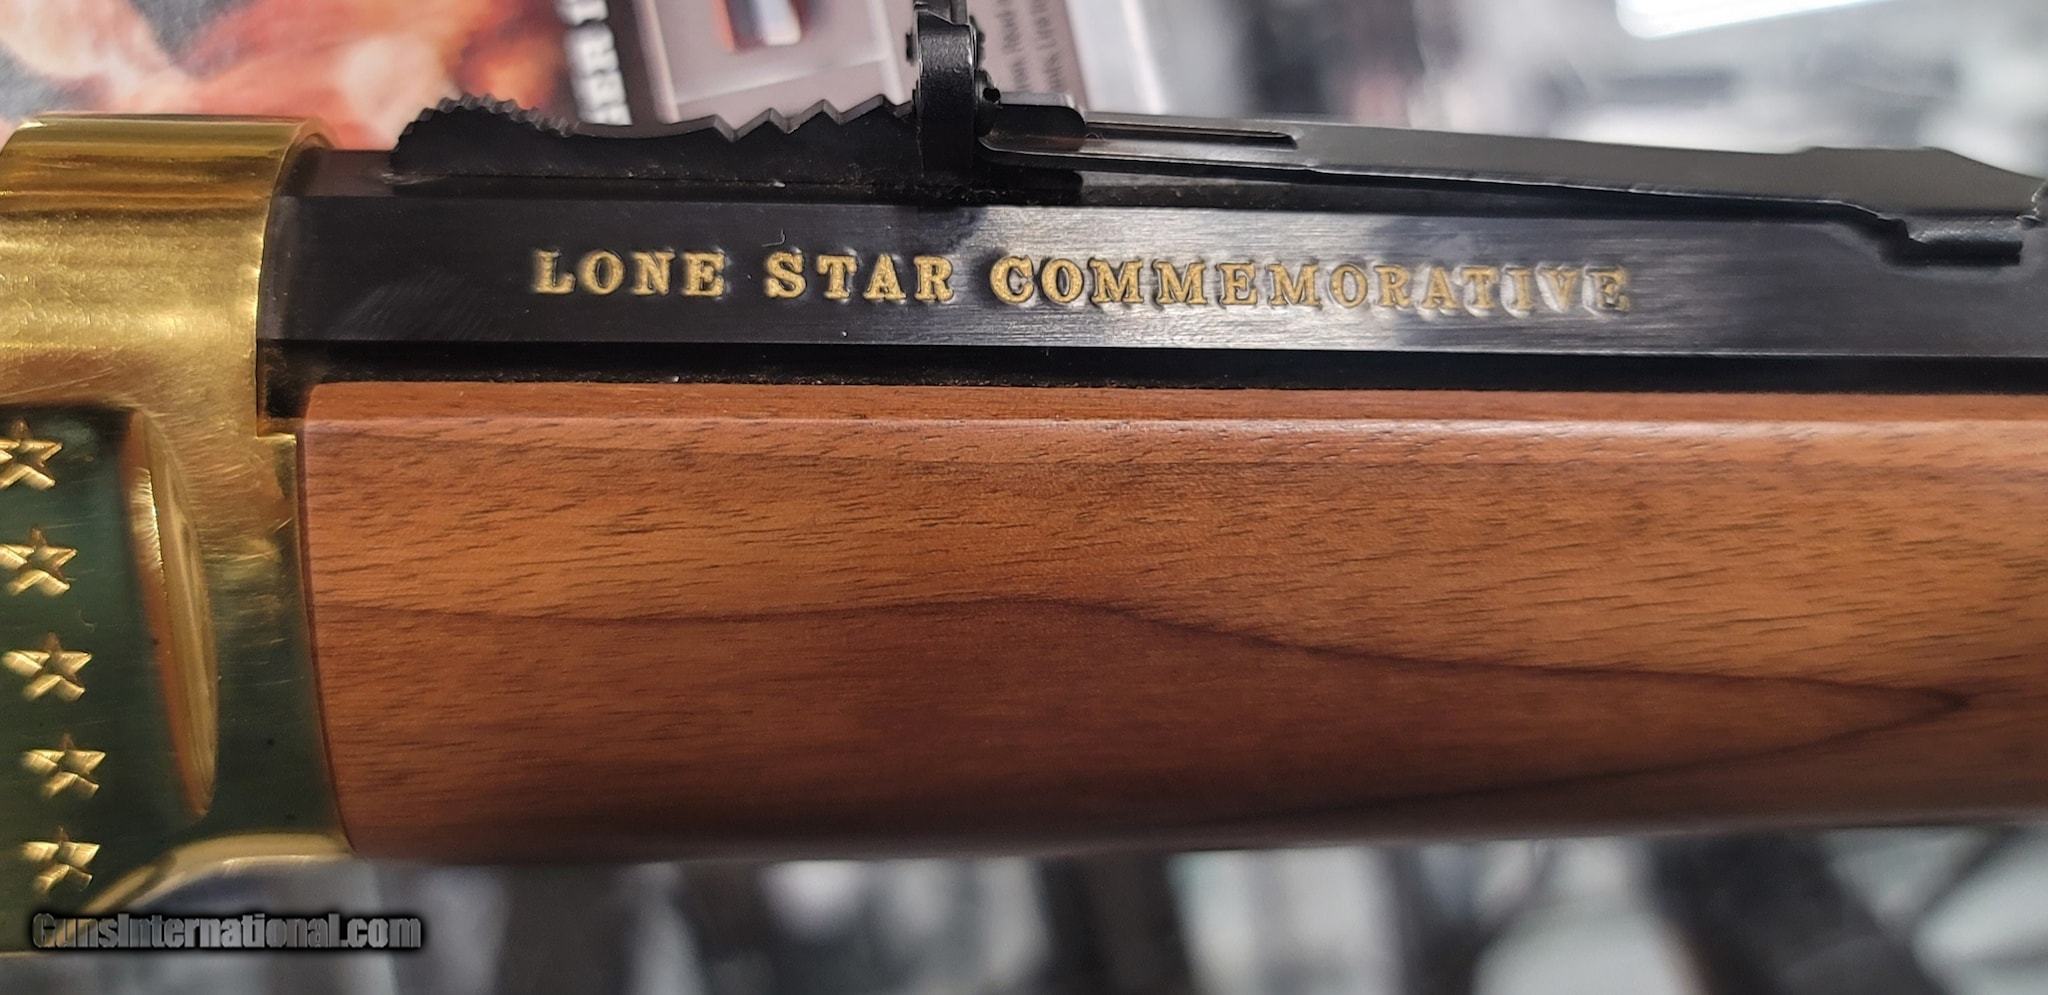 LONE STAR COMMEMORATIVE
GunsInternational.com